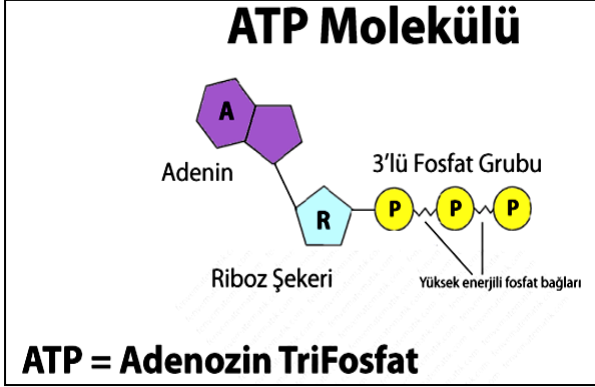 ATP Molekülü
A
Adenin
3'lü Fosfat Grubu
R
P P P
Riboz Şekeri
Yüksek enerjili fosfat bağları
ATP = Adenozin TriFosfat